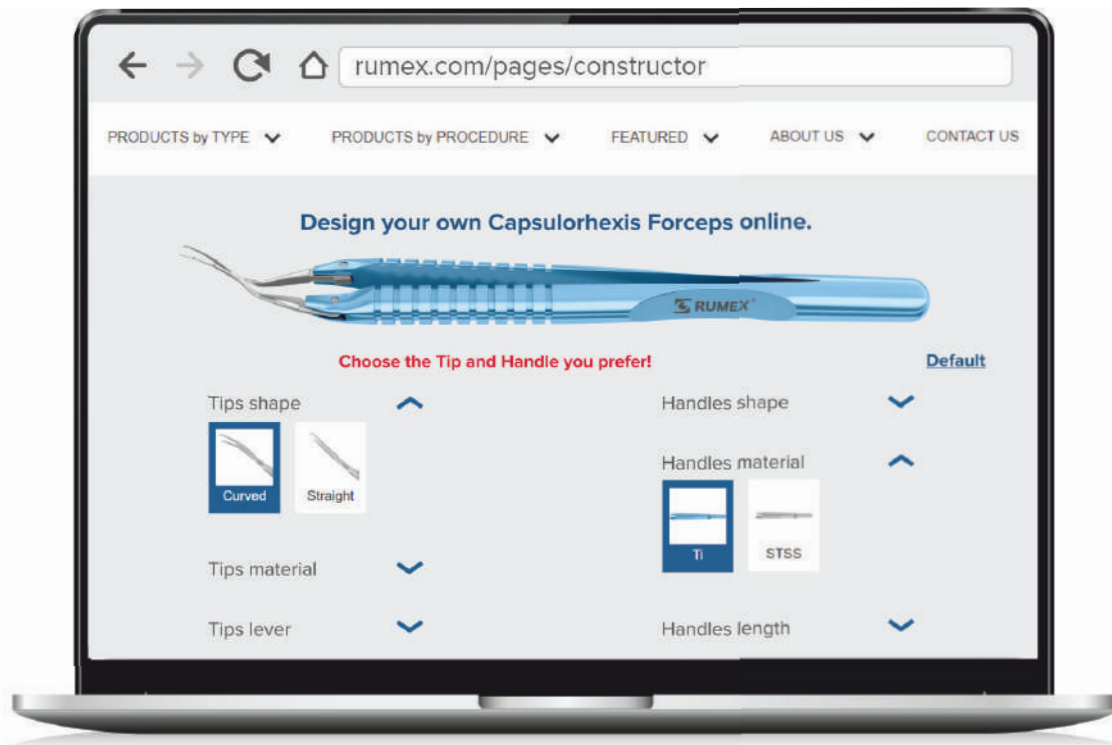 rumex.com/pages/constructor
PRODUCTS by TYPE PRODUCTS by PROCEDURE FEATURED ABOUT US CONTACT US
Design your own Capsulorhexis Forceps online.
RUMEX
Choose the Tip and Handle you prefer! Default
Tips shape
Curved Straight
Tips material
Tips lever
Handles shape
Handles material
Ti STSS
Handles length